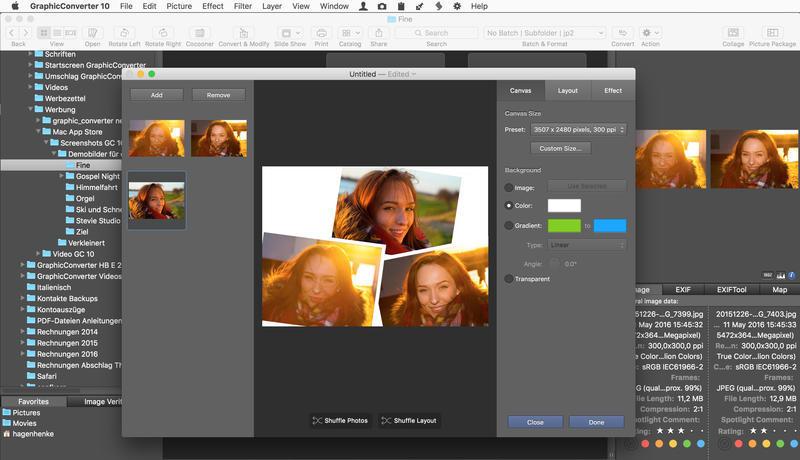 GraphicConverter 10 File Edit Picture Effect Filter Layer View Window Help
Fine
Back View Open Rotate Left Rotate Right Cocooner Convert & Modify Slide Show Print Catalog Share Search Batch & Format Convert Action Collage Picture Package
Search
No Batch | Subfolder | jp2
Schriften
Startscreen GraphicConverter
Umschlag GraphicConv
Videos
Werbezettel
Werbung
graphic_converter ne
Mac App Store
Screenshots GC 10
Demobilder für
Fine
Gospel Night
Himmelfahrt
Orgel
Ski und Schne
Stevie Studio
Ziel
Verkleinert
Video GC 10
GraphicConverter HB E 2
GraphicConverter Videos
Italienisch
Kontakte Backups
Kontoauszüge
PDF-Dateien Anleitungen
Rechnungen 2014
Rechnungen 2015
Rechnungen 2016
Rechnungen Abschlag Th
Safari
Favorites Image Verit
Pictures
Movies
hagenhenke
Untitled — Edited
Add Remove
Shuffle Photos Shuffle Layout
Canvas Layout Effect
Canvas Size
Preset: 3507 x 2480 pixels, 300 ppi
Custom Size...
Background
Image: Use Selected
Color:
Gradient: to
Type: Linear
Angle: 0.0°
Transparent
Close Done
mage EXIF EXIFTool Map
ral image data:
20151226-...G_7399.jpg 20151226-...G_7403.jpg
11 May 2016 15:45:32 ... 11 May 2016 15:45:33
5472x364...Megapixel) 5472x364...Megapixel)
..n: 300,0x300,0 ppi Re...n: 300,0x300,0 ppi
True Color...lion Colors) True Color...lion Colors)
..e: sRGB IEC61966-2 C...e: sRGB IEC61966-2
Frames: Frames:
JPEG (qual...prox. 99%) JPEG (qual...prox. 99%)
File Length: 11,2 MB File Length: 12,9 MB
Compression: 2:1 Compression: 2:1
ating: ★ ★ ★ Rating: ★ ★